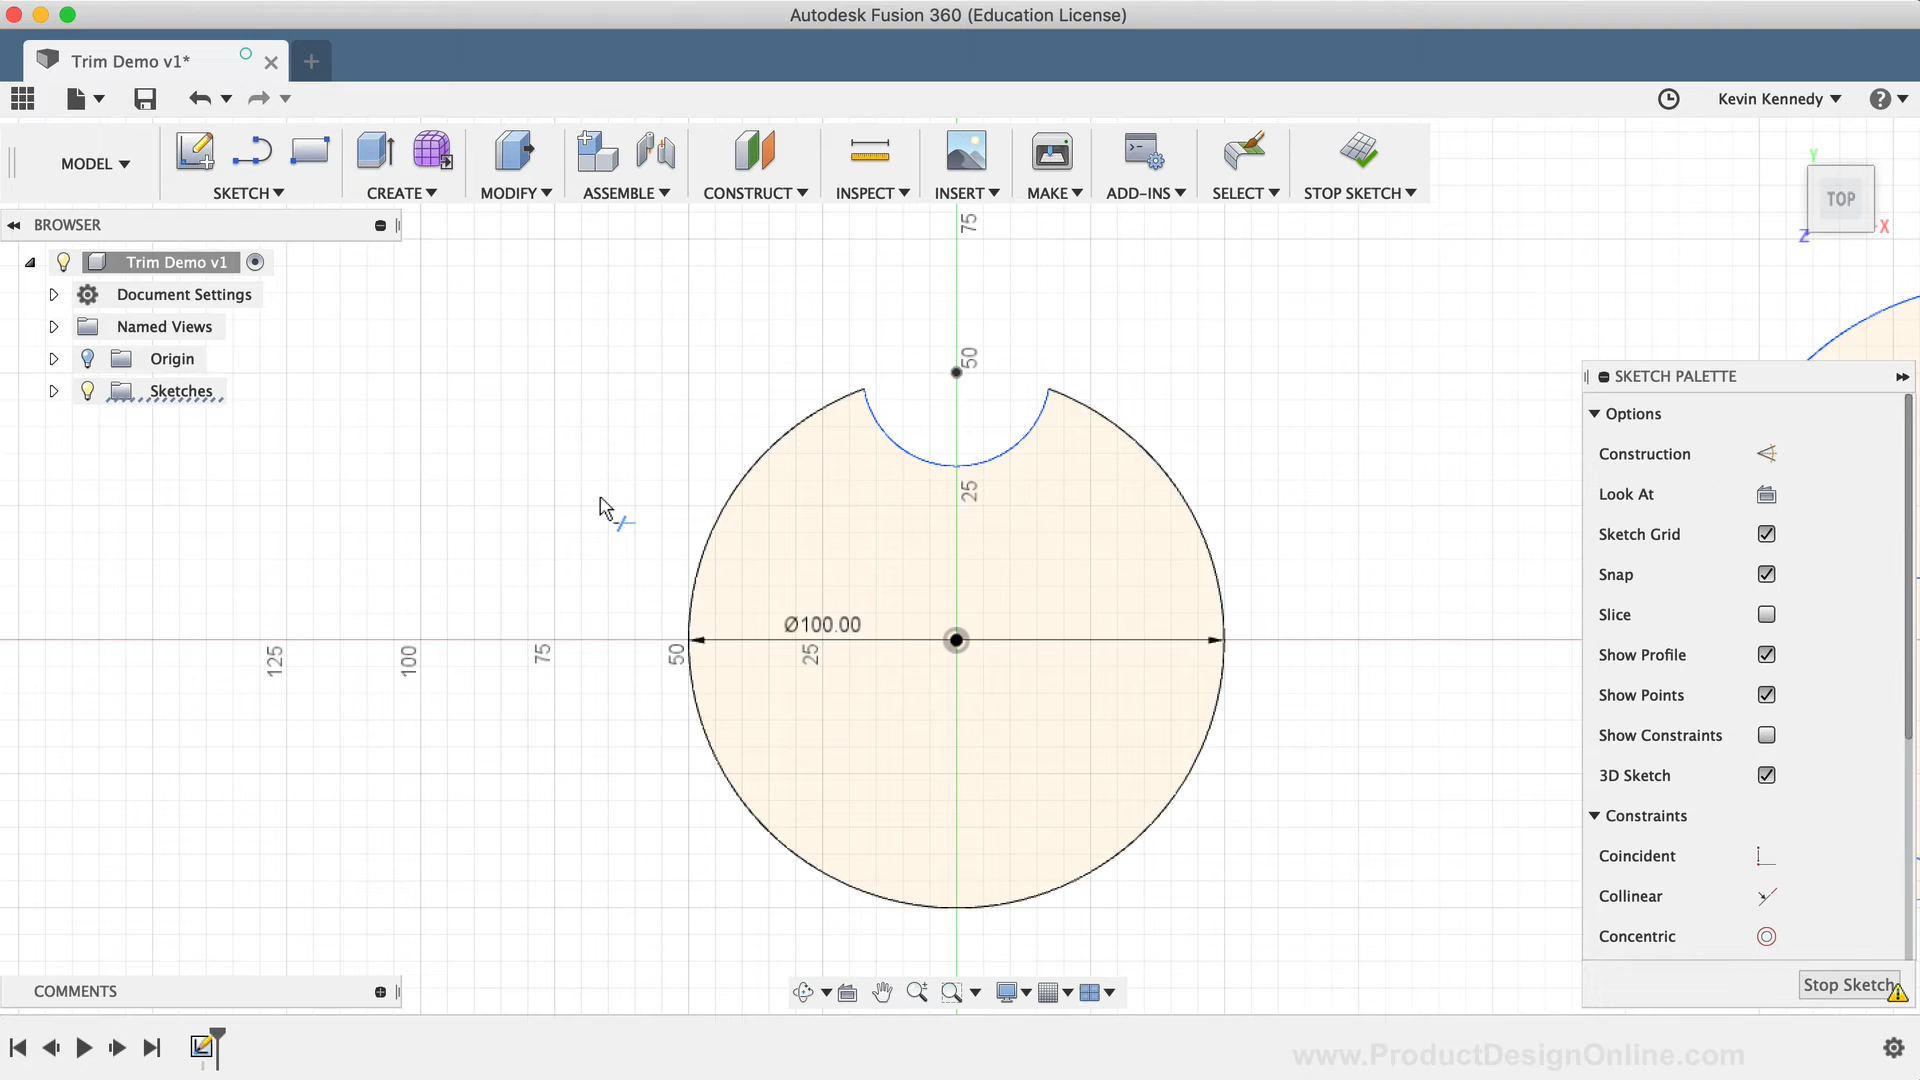 Autodesk Fusion 360 (Education License)
Trim Demo v1*
Kevin Kennedy
MODEL
SKETCH
CREATE
MODIFY
ASSEMBLE
CONSTRUCT
INSPECT
INSERT
MAKE
ADD-INS
SELECT
STOP SKETCH
Y
TOP
X
Z
BROWSER
Trim Demo v1
Document Settings
Named Views
Origin
Sketches
75
50
25
Ø100.00
125
100
75
50
25
SKETCH PALETTE
Options
Construction
Look At
Sketch Grid
Snap
Slice
Show Profile
Show Points
Show Constraints
3D Sketch
Constraints
Coincident
Collinear
Concentric
Stop Sketch
COMMENTS
www.ProductDesignOnline.com